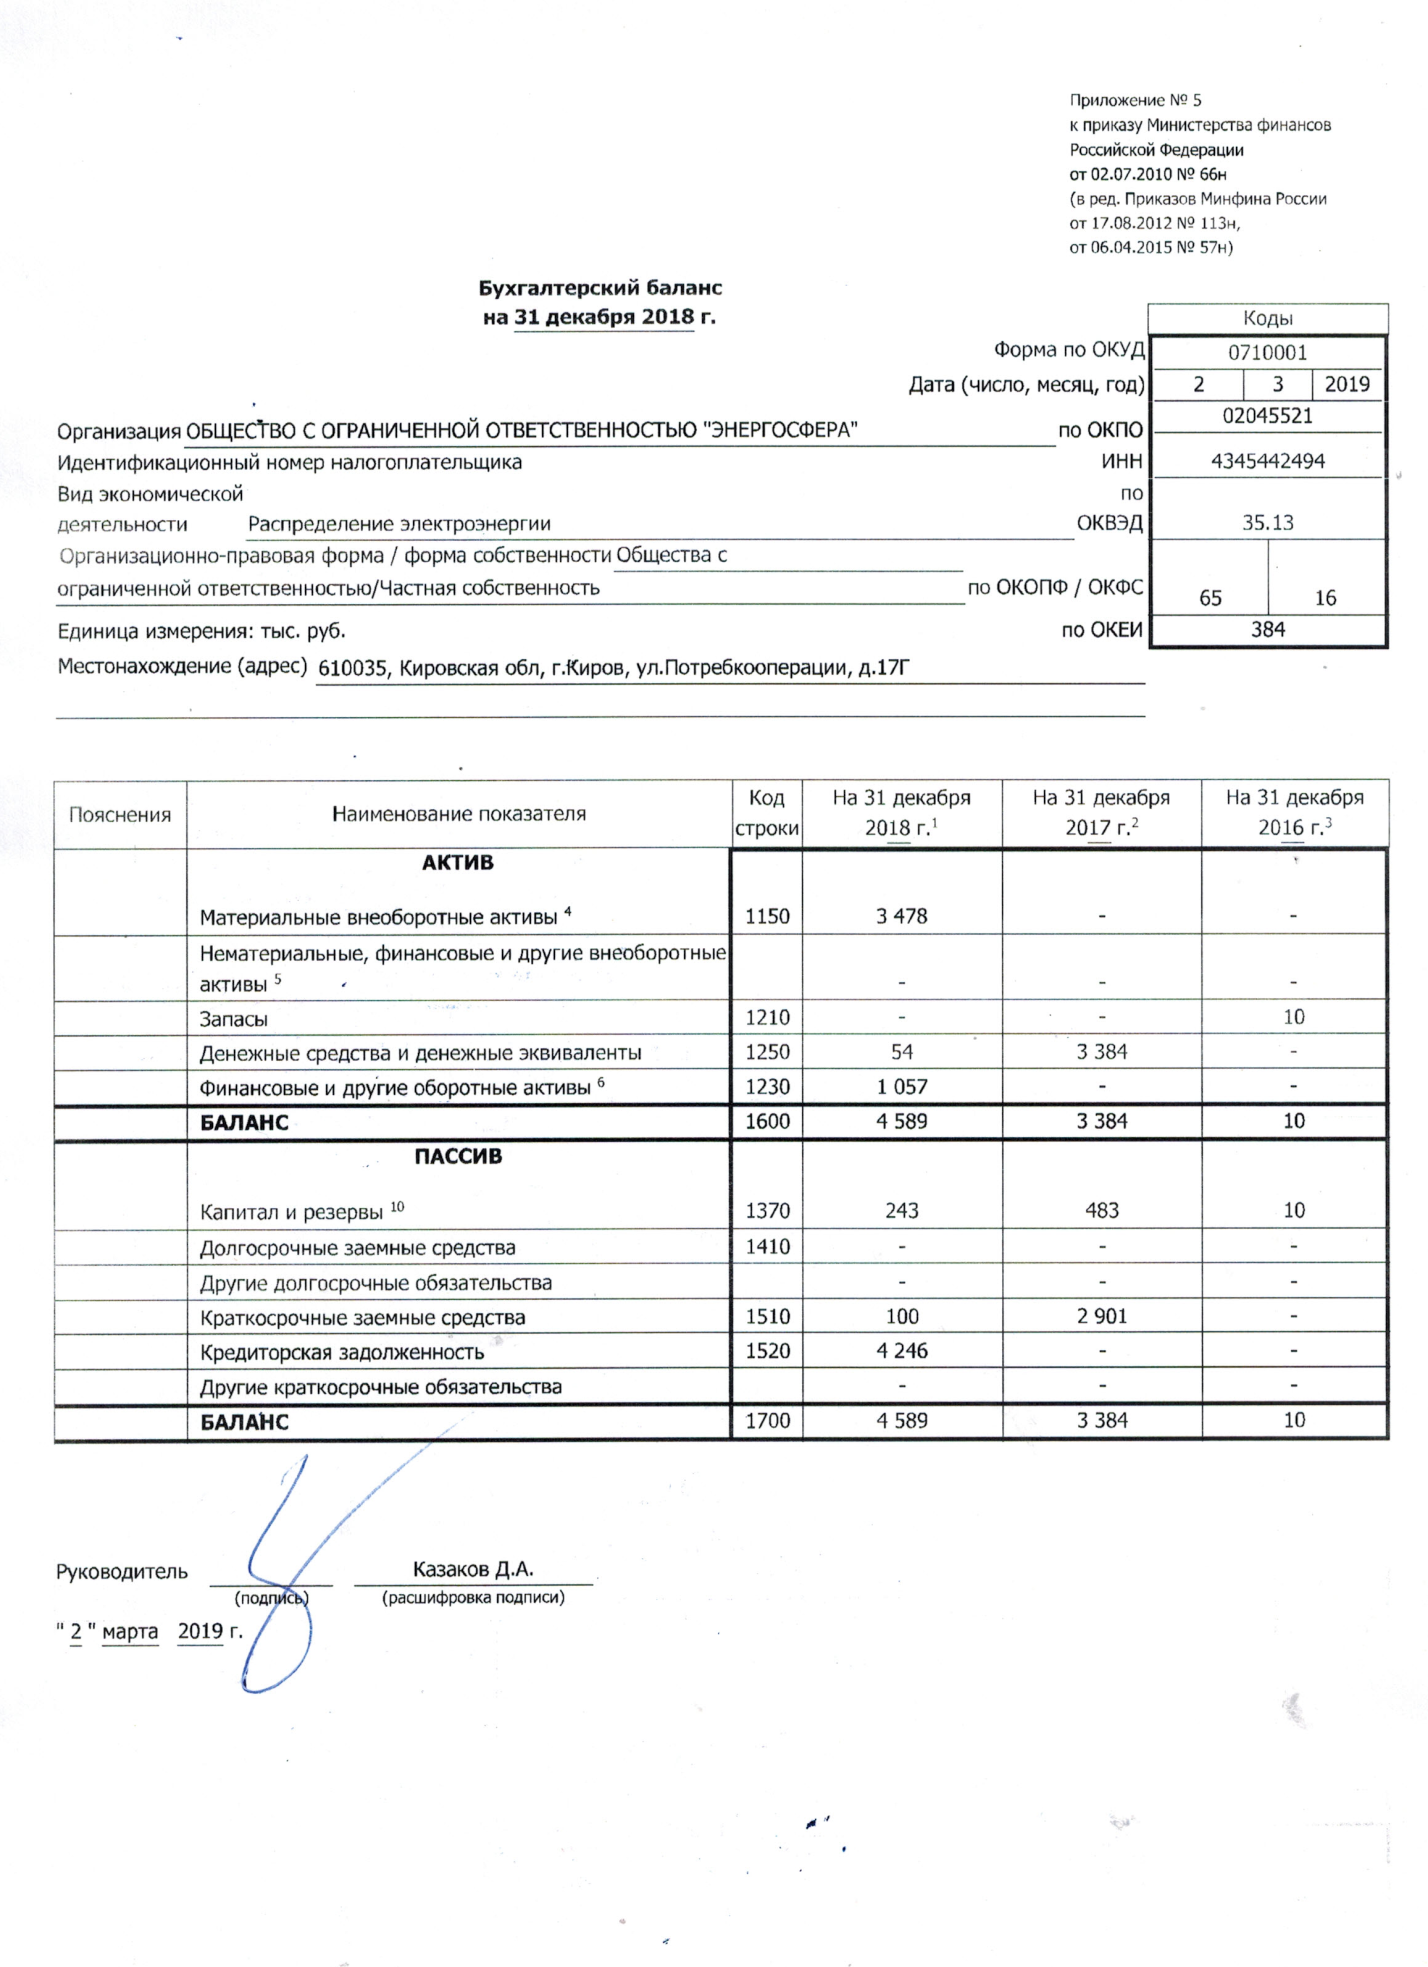 Приложение № 5
к приказу Министерства финансов
Российской Федерации
от 02.07.2010 № 66н
(в ред. Приказов Минфина России
от 17.08.2012 № 113н,
от 06.04.2015 № 57н)
Бухгалтерский баланс
на 31 декабря 2018 г.
Коды
Форма по ОКУД 0710001
Дата (число, месяц, год) 2 3 2019
Организация ОБЩЕСТВО С ОГРАНИЧЕННОЙ ОТВЕТСТВЕННОСТЬЮ "ЭНЕРГОСФЕРА" по ОКПО 02045521
Идентификационный номер налогоплательщика ИНН 4345442494
Вид экономической по
деятельности Распределение электроэнергии ОКВЭД 35.13
Организационно-правовая форма / форма собственности Общества с
ограниченной ответственностью/Частная собственность по ОКОПФ / ОКФС 65 16
Единица измерения: тыс. руб. по ОКЕИ 384
Местонахождение (адрес) 610035, Кировская обл, г.Киров, ул.Потребкооперации, д.17Г
Пояснения Наименование показателя Код строки На 31 декабря 2018 г.1 На 31 декабря 2017 г.2 На 31 декабря 2016 г.3
АКТИВ
Материальные внеоборотные активы 4 1150 3 478 - -
Нематериальные, финансовые и другие внеоборотные
активы 5 - - -
Запасы 1210 - - 10
Денежные средства и денежные эквиваленты 1250 54 3 384 -
Финансовые и другие оборотные активы 6 1230 1 057 - -
БАЛАНС 1600 4 589 3 384 10
ПАССИВ
Капитал и резервы 10 1370 243 483 10
Долгосрочные заемные средства 1410 - - -
Другие долгосрочные обязательства - - -
Краткосрочные заемные средства 1510 100 2 901 -
Кредиторская задолженность 1520 4 246 - -
Другие краткосрочные обязательства - - -
БАЛАНС 1700 4 589 3 384 10
Руководитель Казаков Д.А.
(подпись) (расшифровка подписи)
" 2 " марта 2019 г.